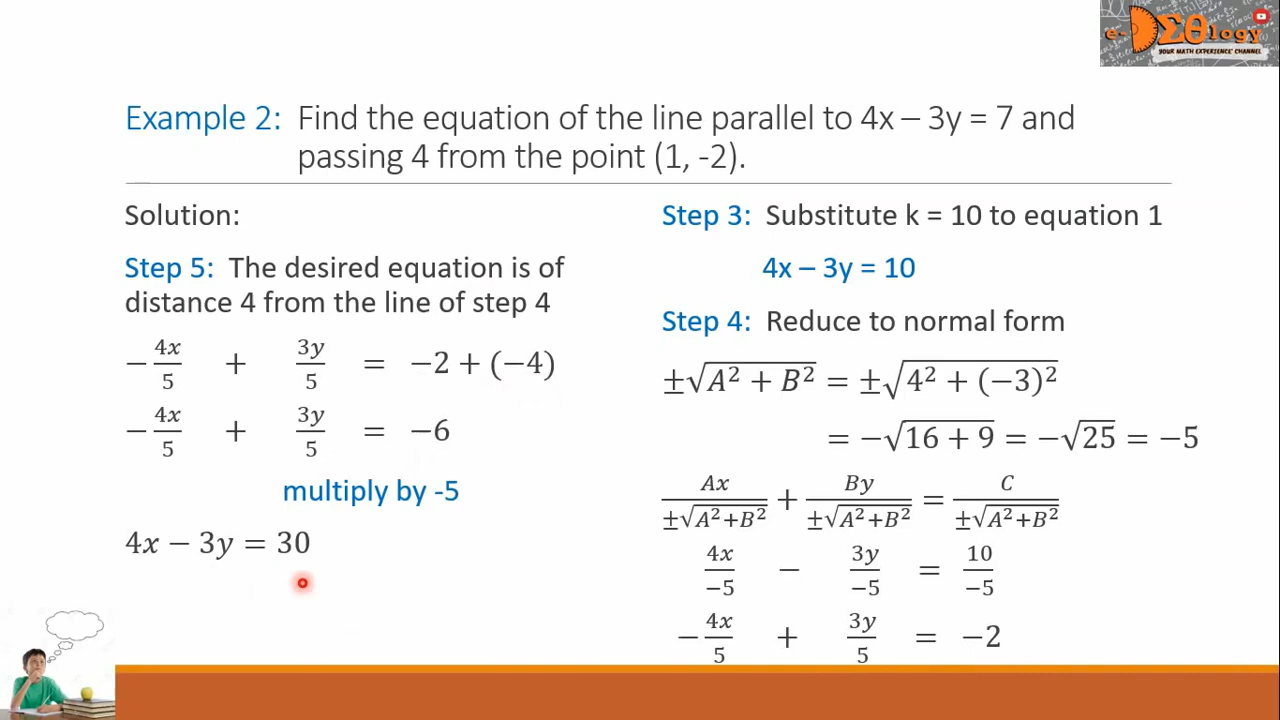 e-DΣθlogy
YOUR MATH EXPERIENCE CHANNEL
Example 2: Find the equation of the line parallel to 4x – 3y = 7 and
passing 4 from the point (1, -2).
Solution:
Step 5: The desired equation is of
distance 4 from the line of step 4
−4x/5 + 3y/5 = −2 + (−4)
−4x/5 + 3y/5 = −6
multiply by -5
4x − 3y = 30
Step 3: Substitute k = 10 to equation 1
4x – 3y = 10
Step 4: Reduce to normal form
±√(A² + B²) = ±√(4² + (−3)²)
= −√(16 + 9) = −√25 = −5
Ax/±√(A²+B²) + By/±√(A²+B²) = C/±√(A²+B²)
4x/−5 − 3y/−5 = 10/−5
−4x/5 + 3y/5 = −2